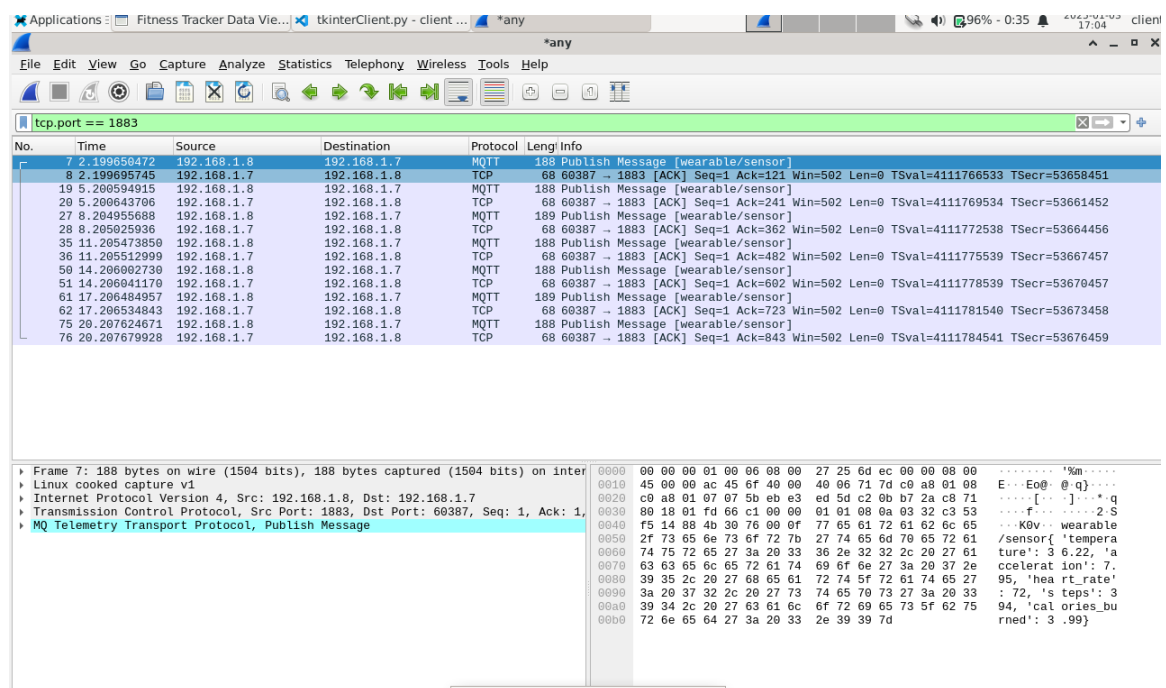 Applications Fitness Tracker Data Vie... tkinterClient.py - client ... *any 96% - 0:35 17:04 client
*any
File Edit View Go Capture Analyze Statistics Telephony Wireless Tools Help
tcp.port == 1883
No. Time Source Destination Protocol Lengt Info
7 2.199650472 192.168.1.8 192.168.1.7 MQTT 188 Publish Message [wearable/sensor]
8 2.199695745 192.168.1.7 192.168.1.8 TCP 68 60387 → 1883 [ACK] Seq=1 Ack=121 Win=502 Len=0 TSval=4111766533 TSecr=53658451
19 5.200594915 192.168.1.8 192.168.1.7 MQTT 188 Publish Message [wearable/sensor]
20 5.200643706 192.168.1.7 192.168.1.8 TCP 68 60387 → 1883 [ACK] Seq=1 Ack=241 Win=502 Len=0 TSval=4111769534 TSecr=53661452
27 8.204955688 192.168.1.8 192.168.1.7 MQTT 189 Publish Message [wearable/sensor]
28 8.205025936 192.168.1.7 192.168.1.8 TCP 68 60387 → 1883 [ACK] Seq=1 Ack=362 Win=502 Len=0 TSval=4111772538 TSecr=53664456
35 11.205473850 192.168.1.8 192.168.1.7 MQTT 188 Publish Message [wearable/sensor]
36 11.205512999 192.168.1.7 192.168.1.8 TCP 68 60387 → 1883 [ACK] Seq=1 Ack=482 Win=502 Len=0 TSval=4111775539 TSecr=53667457
50 14.206002730 192.168.1.8 192.168.1.7 MQTT 188 Publish Message [wearable/sensor]
51 14.206041170 192.168.1.7 192.168.1.8 TCP 68 60387 → 1883 [ACK] Seq=1 Ack=602 Win=502 Len=0 TSval=4111778539 TSecr=53670457
61 17.206484957 192.168.1.8 192.168.1.7 MQTT 189 Publish Message [wearable/sensor]
62 17.206534843 192.168.1.7 192.168.1.8 TCP 68 60387 → 1883 [ACK] Seq=1 Ack=723 Win=502 Len=0 TSval=4111781540 TSecr=53673458
75 20.207624671 192.168.1.8 192.168.1.7 MQTT 188 Publish Message [wearable/sensor]
76 20.207679928 192.168.1.7 192.168.1.8 TCP 68 60387 → 1883 [ACK] Seq=1 Ack=843 Win=502 Len=0 TSval=4111784541 TSecr=53676459
Frame 7: 188 bytes on wire (1504 bits), 188 bytes captured (1504 bits) on inter
Linux cooked capture v1
Internet Protocol Version 4, Src: 192.168.1.8, Dst: 192.168.1.7
Transmission Control Protocol, Src Port: 1883, Dst Port: 60387, Seq: 1, Ack: 1,
MQ Telemetry Transport Protocol, Publish Message
0000 00 00 00 01 00 06 08 00 27 25 6d ec 00 00 08 00 ········ '%m·····
0010 45 00 00 ac 45 6f 40 00 40 06 71 7d c0 a8 01 08 E···Eo@· @·q}····
0020 c0 a8 01 07 07 5b eb e3 ed 5d c2 0b b7 2a c8 71 ·····[·· ·]···*·q
0030 80 18 01 fd 66 c1 00 00 01 01 08 0a 03 32 c3 53 ····f··· ·····2·S
0040 f5 14 88 4b 30 76 00 0f 77 65 61 72 61 62 6c 65 ···K0v·· wearable
0050 2f 73 65 6e 73 6f 72 7b 27 74 65 6d 70 65 72 61 /sensor{ 'tempera
0060 74 75 72 65 27 3a 20 33 36 2e 32 32 2c 20 27 61 ture': 3 6.22, 'a
0070 63 63 65 6c 65 72 61 74 69 6f 6e 27 3a 20 37 2e ccelerat ion': 7.
0080 39 35 2c 20 27 68 65 61 72 74 5f 72 61 74 65 27 95, 'hea rt_rate'
0090 3a 20 37 32 2c 20 27 73 74 65 70 73 27 3a 20 33 : 72, 's teps': 3
00a0 39 34 2c 20 27 63 61 6c 6f 72 69 65 73 5f 62 75 94, 'cal ories_bu
00b0 72 6e 65 64 27 3a 20 33 2e 39 39 7d rned': 3 .99}